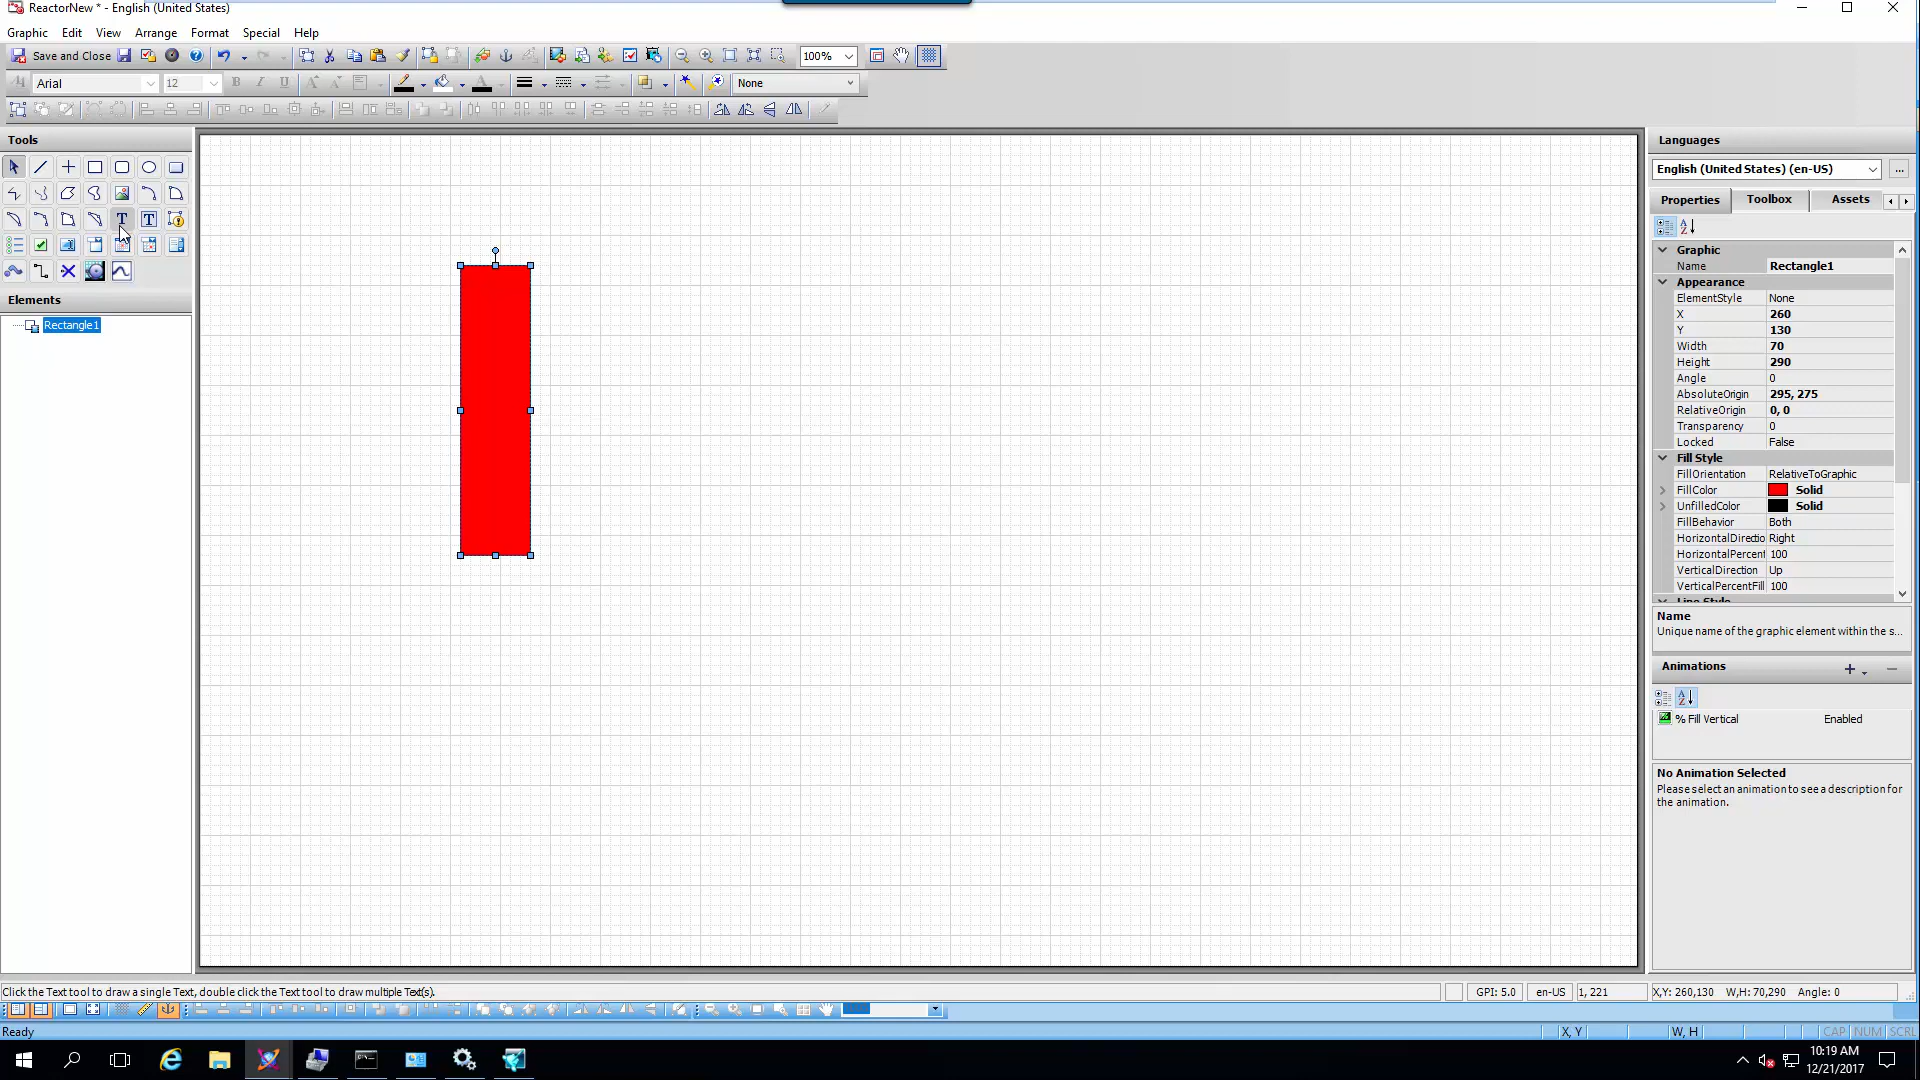 ReactorNew * - English (United States)
Graphic Edit View Arrange Format Special Help
Save and Close 100%
Arial 12 None
Tools
Elements
Rectangle1
Languages
English (United States) (en-US) ...
Properties Toolbox Assets
Graphic
Name Rectangle1
Appearance
ElementStyle None
X 260
Y 130
Width 70
Height 290
Angle 0
AbsoluteOrigin 295, 275
RelativeOrigin 0, 0
Transparency 0
Locked False
Fill Style
FillOrientation RelativeToGraphic
FillColor Solid
UnfilledColor Solid
FillBehavior Both
HorizontalDirectio Right
HorizontalPercent 100
VerticalDirection Up
VerticalPercentFill 100
Line Style
Name
Unique name of the graphic element within the s...
Animations
% Fill Vertical Enabled
No Animation Selected
Please select an animation to see a description for
the animation.
Click the Text tool to draw a single Text, double click the Text tool to draw multiple Text(s). GPI: 5.0 en-US 1, 221 X,Y: 260,130 W,H: 70,290 Angle: 0
Ready X, Y W, H CAP NUM SCRL
10:19 AM
12/21/2017